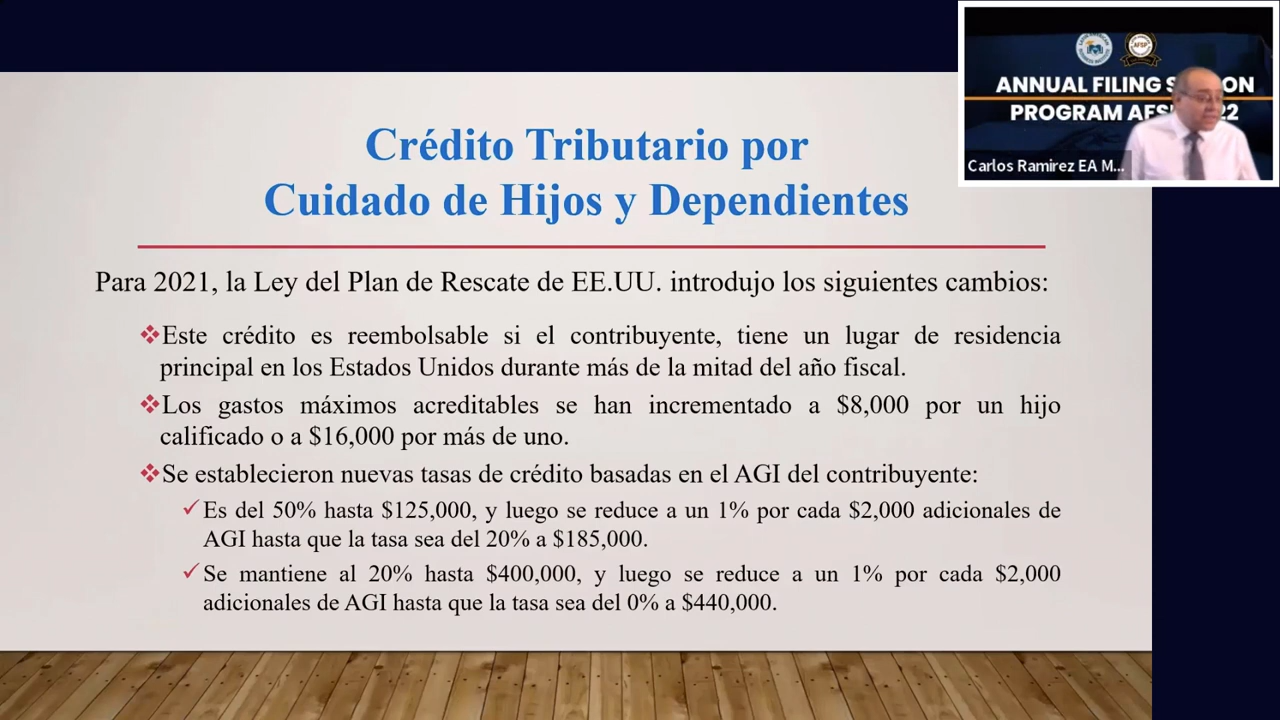 Crédito Tributario por
Cuidado de Hijos y Dependientes
Para 2021, la Ley del Plan de Rescate de EE.UU. introdujo los siguientes cambios:
❖Este crédito es reembolsable si el contribuyente, tiene un lugar de residencia
principal en los Estados Unidos durante más de la mitad del año fiscal.
❖Los gastos máximos acreditables se han incrementado a $8,000 por un hijo
calificado o a $16,000 por más de uno.
❖Se establecieron nuevas tasas de crédito basadas en el AGI del contribuyente:
✓Es del 50% hasta $125,000, y luego se reduce a un 1% por cada $2,000 adicionales de
AGI hasta que la tasa sea del 20% a $185,000.
✓Se mantiene al 20% hasta $400,000, y luego se reduce a un 1% por cada $2,000
adicionales de AGI hasta que la tasa sea del 0% a $440,000.
AFSP
ANNUAL FILING S ON
PROGRAM AFS 22
Carlos Ramirez EA M...